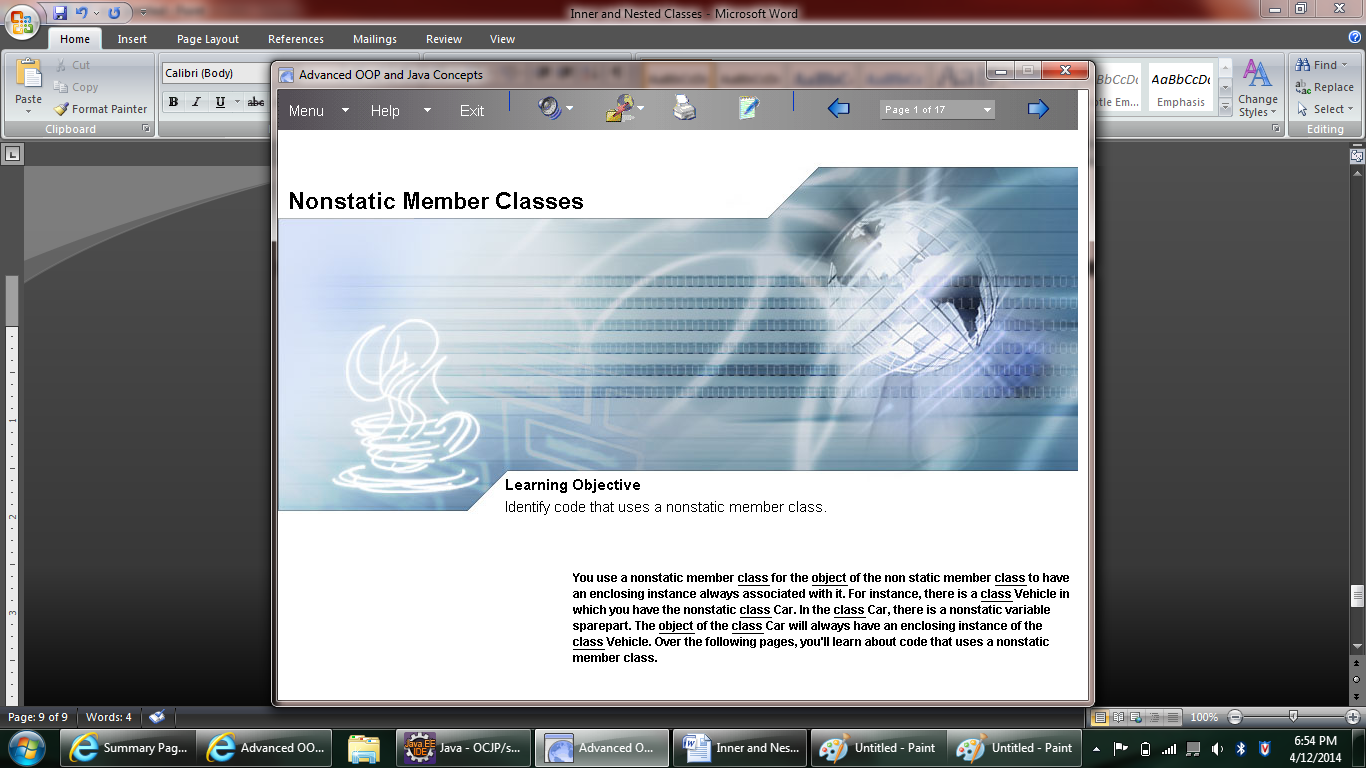 Inner and Nested Classes - Microsoft Word
Home Insert Page Layout References Mailings Review View
Paste
Cut
Copy
Format Painter
Clipboard
Calibri (Body)
B I U abc
AaBbCcDc
AaBbCcDc
Emphasis
Change Styles
Find
Replace
Select
Editing
Advanced OOP and Java Concepts
Menu Help Exit Page 1 of 17
Nonstatic Member Classes
Learning Objective
Identify code that uses a nonstatic member class.
You use a nonstatic member class for the object of the non static member class to have
an enclosing instance always associated with it. For instance, there is a class Vehicle in
which you have the nonstatic class Car. In the class Car, there is a nonstatic variable
sparepart. The object of the class Car will always have an enclosing instance of the
class Vehicle. Over the following pages, you'll learn about code that uses a nonstatic
member class.
Page: 9 of 9 Words: 4 100%
Summary Pag... Advanced OO... Java - OCJP/s... Advanced O... Inner and Nes... Untitled - Paint Untitled - Paint
6:54 PM
4/12/2014